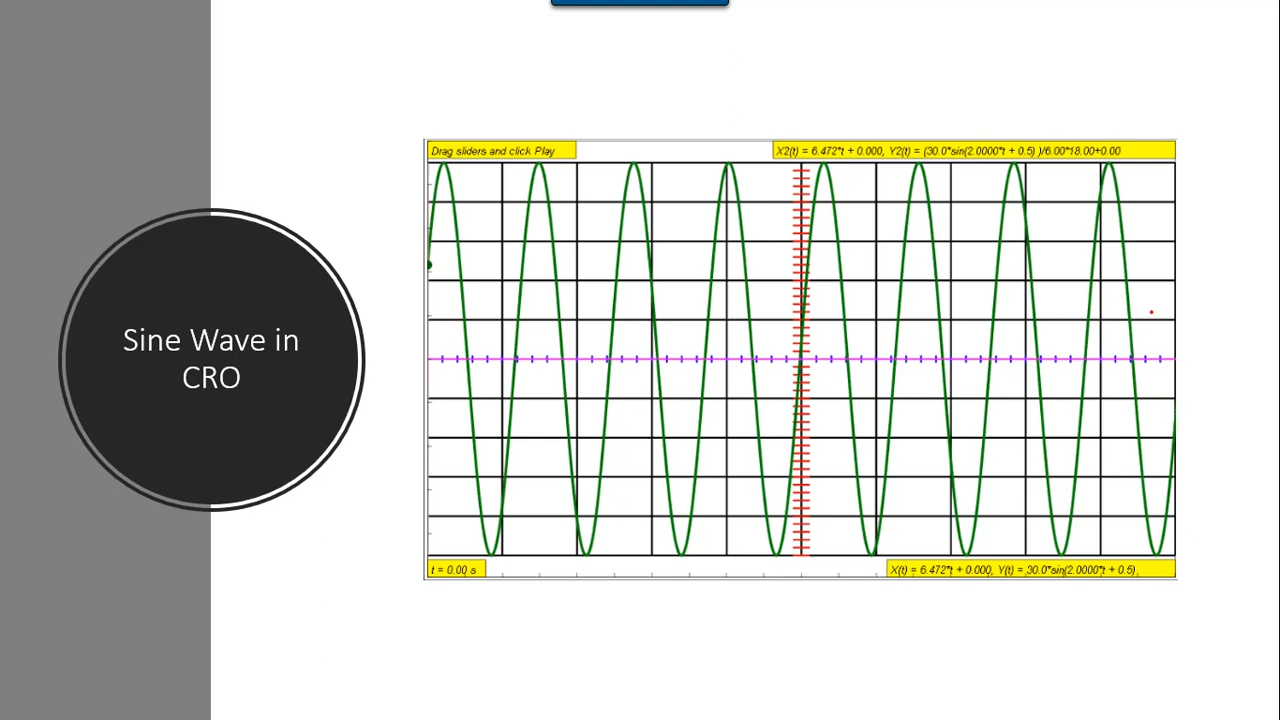 Sine Wave in
CRO
Drag sliders and click Play
X2(t) = 6.472*t + 0.000, Y2(t) = (30.0*sin(2.0000*t + 0.5) )/6.00*18.00+0.00
t = 0.00 s
X(t) = 6.472*t + 0.000, Y(t) = 30.0*sin(2.0000*t + 0.5)